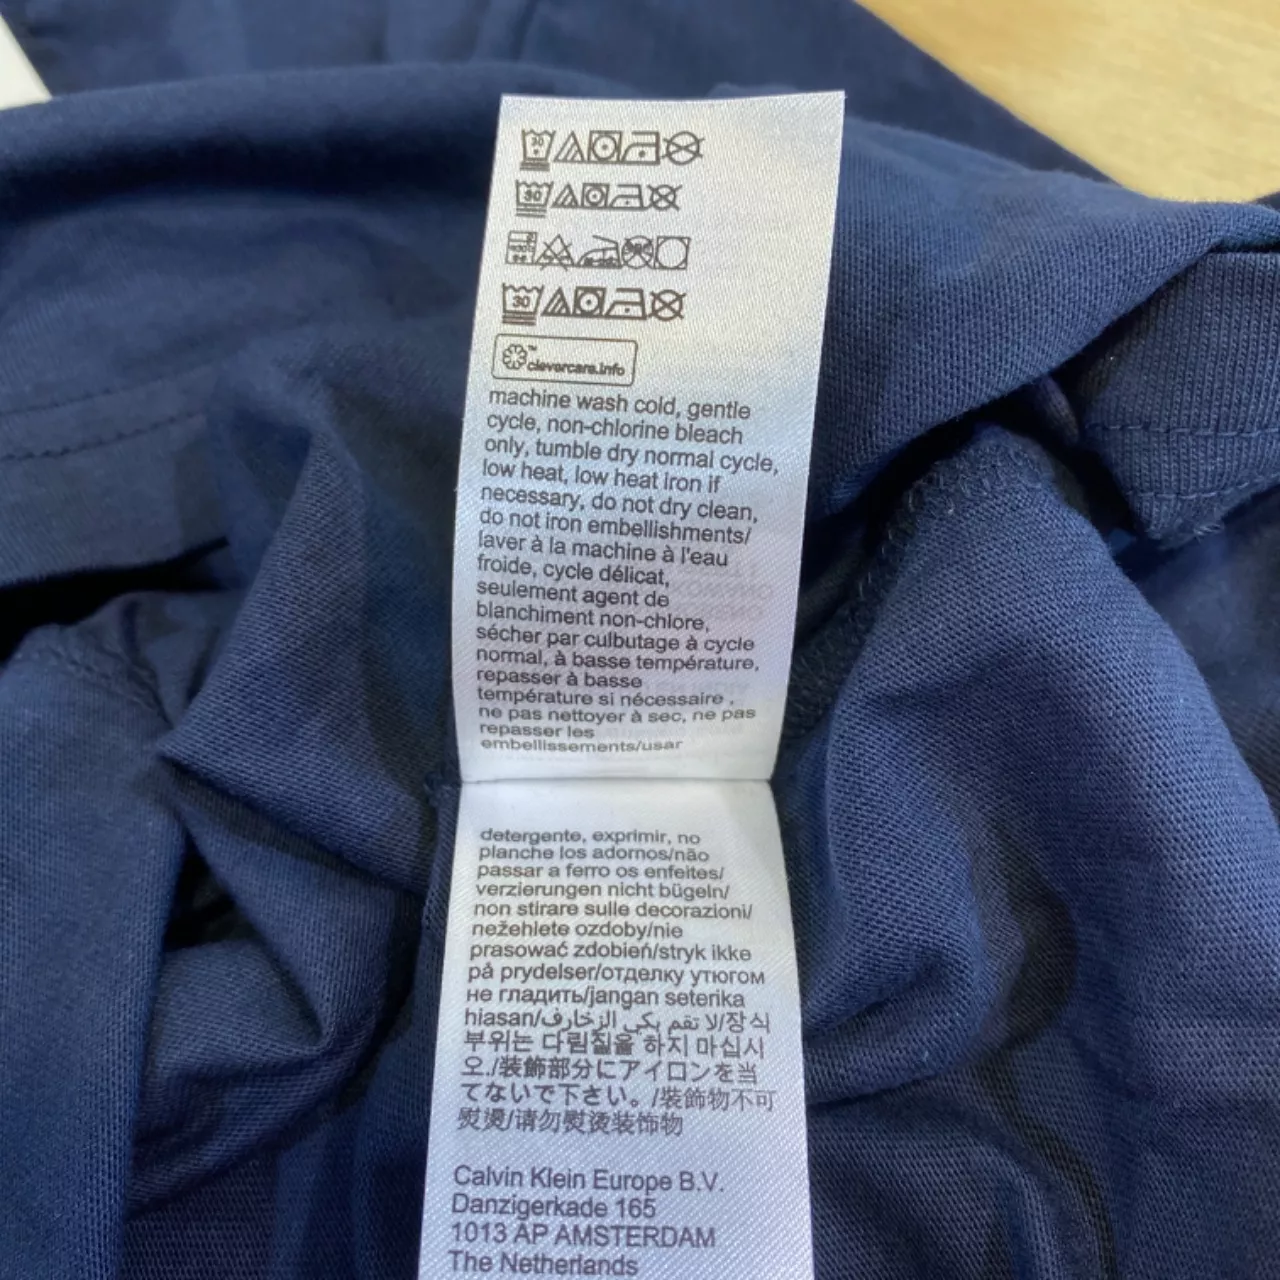 30
30
30
clevercare.info
machine wash cold, gentle
cycle, non-chlorine bleach
only, tumble dry normal cycle,
low heat, low heat iron if
necessary, do not dry clean,
do not iron embellishments/
laver à la machine à l'eau
froide, cycle délicat,
seulement agent de
blanchiment non-chlore,
sécher par culbutage à cycle
normal, à basse température,
repasser à basse
température si nécessaire ,
ne pas nettoyer à sec, ne pas
repasser les
embellissements/usar
detergente, exprimir, no
planche los adornos/não
passar a ferro os enfeites/
verzierungen nicht bügeln/
non stirare sulle decorazioni/
nežehlete ozdoby/nie
prasować zdobień/stryk ikke
på prydelser/отделку утюгом
не гладить/jangan seterika
hiasan/لا تقم بكي الزخارف/장식
부위는 다림질을 하지 마십시
오./装飾部分にアイロンを当
てないで下さい。/裝飾物不可
熨燙/请勿熨烫装饰物
Calvin Klein Europe B.V.
Danzigerkade 165
1013 AP AMSTERDAM
The Netherlands